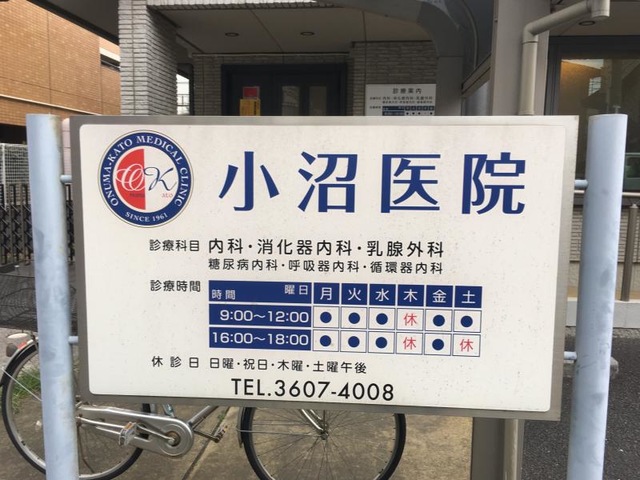 診療案内
ONUMA-KATO MEDICAL CLINIC
SINCE 1961
小沼医院
診療科目 内科・消化器内科・乳腺外科
糖尿病内科・呼吸器内科・循環器内科
診療時間
時間 曜日 月 火 水 木 金 土
9:00～12:00 ● ● ● 休 ● ●
16:00～18:00 ● ● ● 休 ● 休
休診日 日曜・祝日・木曜・土曜午後
TEL.3607-4008